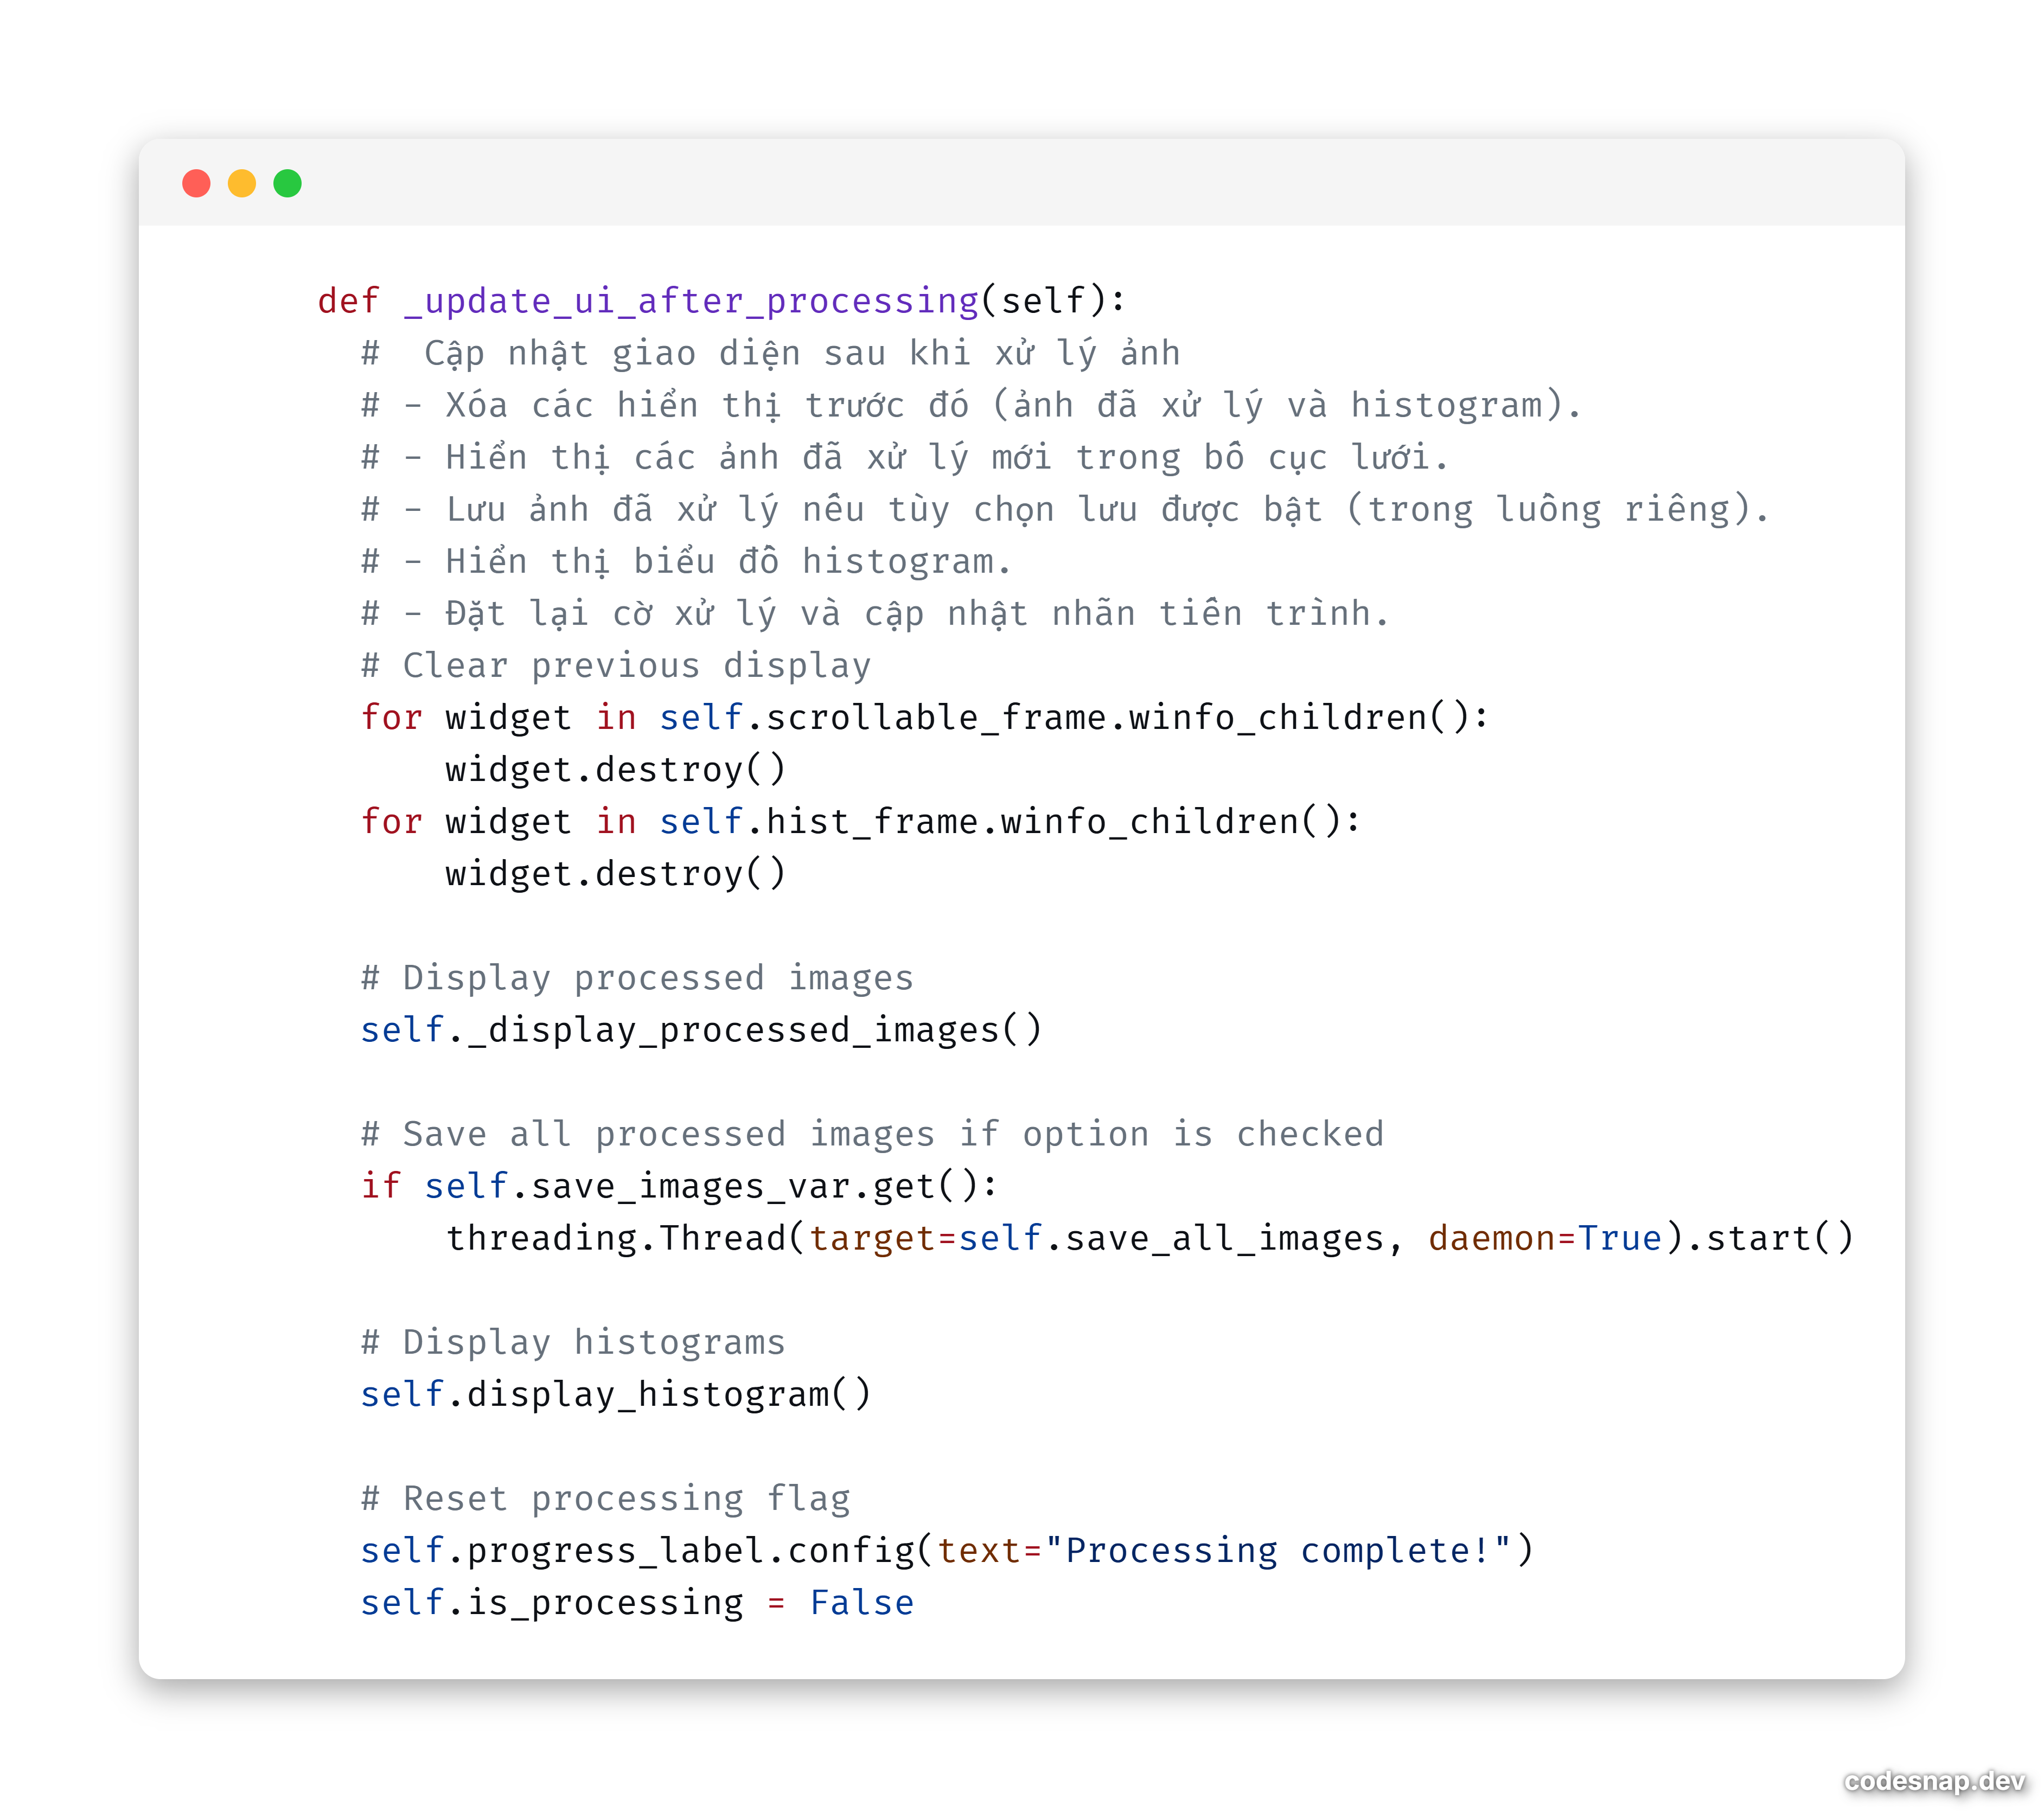 def _update_ui_after_processing(self):
#  Cập nhật giao diện sau khi xử lý ảnh
# - Xóa các hiển thị trước đó (ảnh đã xử lý và histogram).
# - Hiển thị các ảnh đã xử lý mới trong bố cục lưới.
# - Lưu ảnh đã xử lý nếu tùy chọn lưu được bật (trong luồng riêng).
# - Hiển thị biểu đồ histogram.
# - Đặt lại cờ xử lý và cập nhật nhãn tiến trình.
# Clear previous display
for widget in self.scrollable_frame.winfo_children():
widget.destroy()
for widget in self.hist_frame.winfo_children():
widget.destroy()
# Display processed images
self._display_processed_images()
# Save all processed images if option is checked
if self.save_images_var.get():
threading.Thread(target=self.save_all_images, daemon=True).start()
# Display histograms
self.display_histogram()
# Reset processing flag
self.progress_label.config(text="Processing complete!")
self.is_processing = False
codesnap.dev